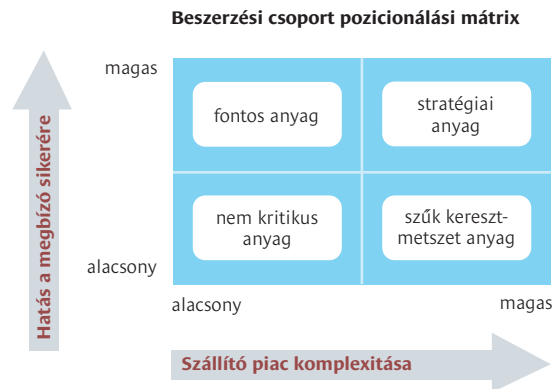 Beszerzési csoport pozicionálási mátrix
magas
fontos anyag
stratégiai
anyag
nem kritikus
anyag
szűk kereszt-
metszet anyag
alacsony
alacsony
magas
Hatás a megbízó sikerére
Szállító piac komplexitása